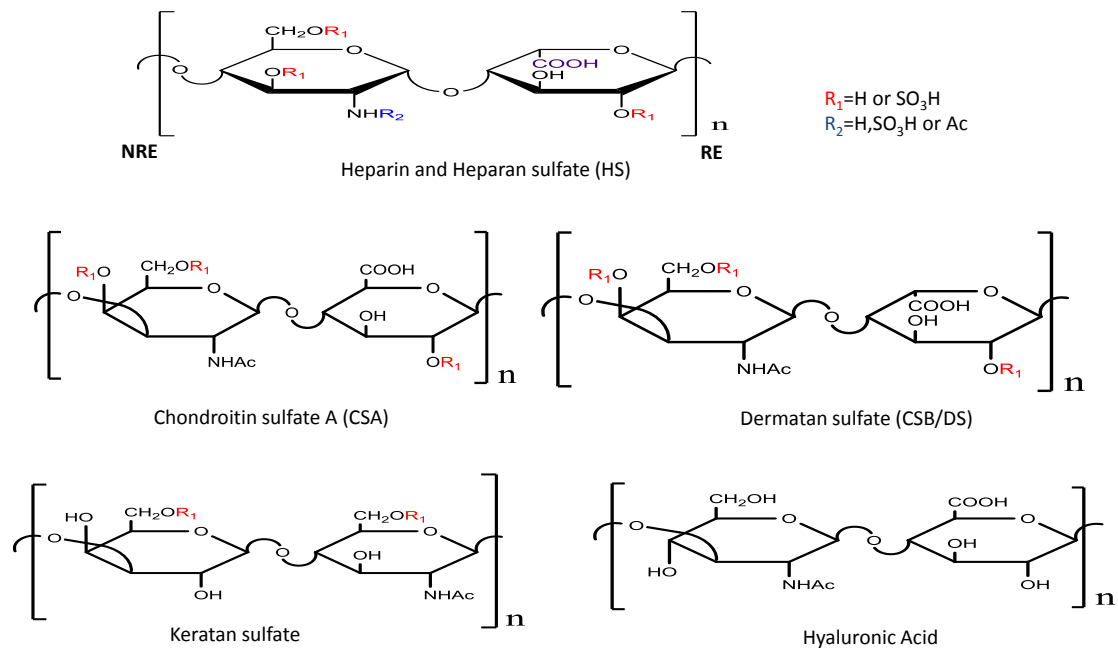 CH₂OR₁
O
OR₁
O
NHR₂
O
O
COOH
OH
OR₁
n
NRE
RE
R₁=H or SO₃H
R₂=H,SO₃H or Ac
Heparin and Heparan sulfate (HS)
R₁O
CH₂OR₁
O
O
NHAc
O
COOH
O
OH
OR₁
n
Chondroitin sulfate A (CSA)
R₁O
CH₂OR₁
O
O
NHAc
O
O
COOH
OH
OR₁
n
Dermatan sulfate (CSB/DS)
HO
CH₂OR₁
O
O
OH
O
CH₂OR₁
O
OH
NHAc
n
Keratan sulfate
CH₂OH
O
O
HO
NHAc
O
COOH
O
OH
OH
n
Hyaluronic Acid